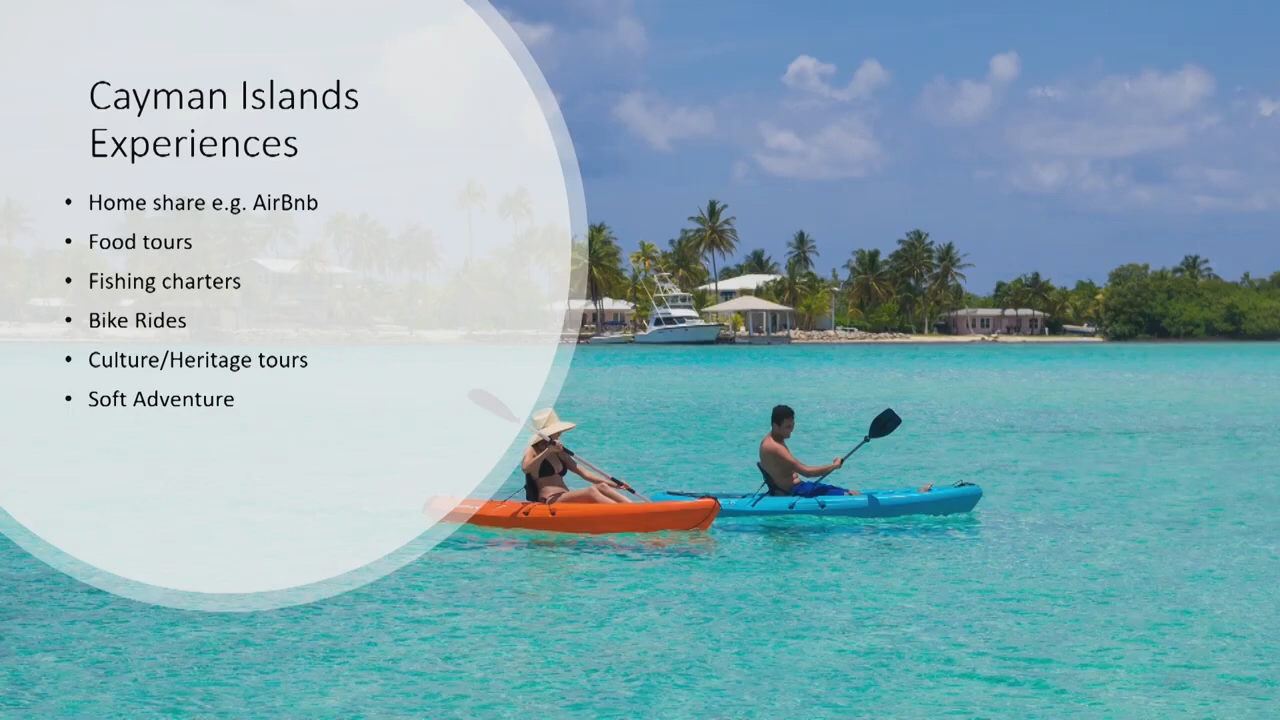 Cayman Islands
Experiences
• Home share e.g. AirBnb
• Food tours
• Fishing charters
• Bike Rides
• Culture/Heritage tours
• Soft Adventure